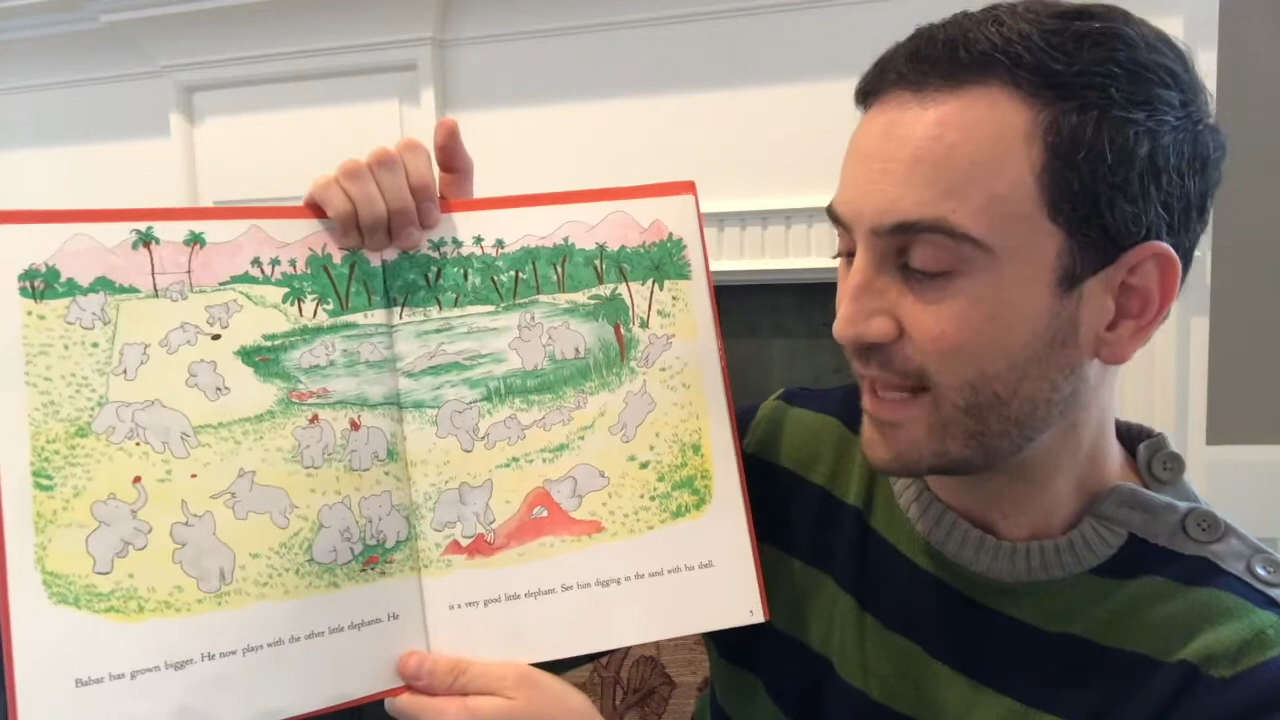 Babar has grown bigger. He now plays with the other little elephants. He
is a very good little elephant. See him digging in the sand with his shell.
5